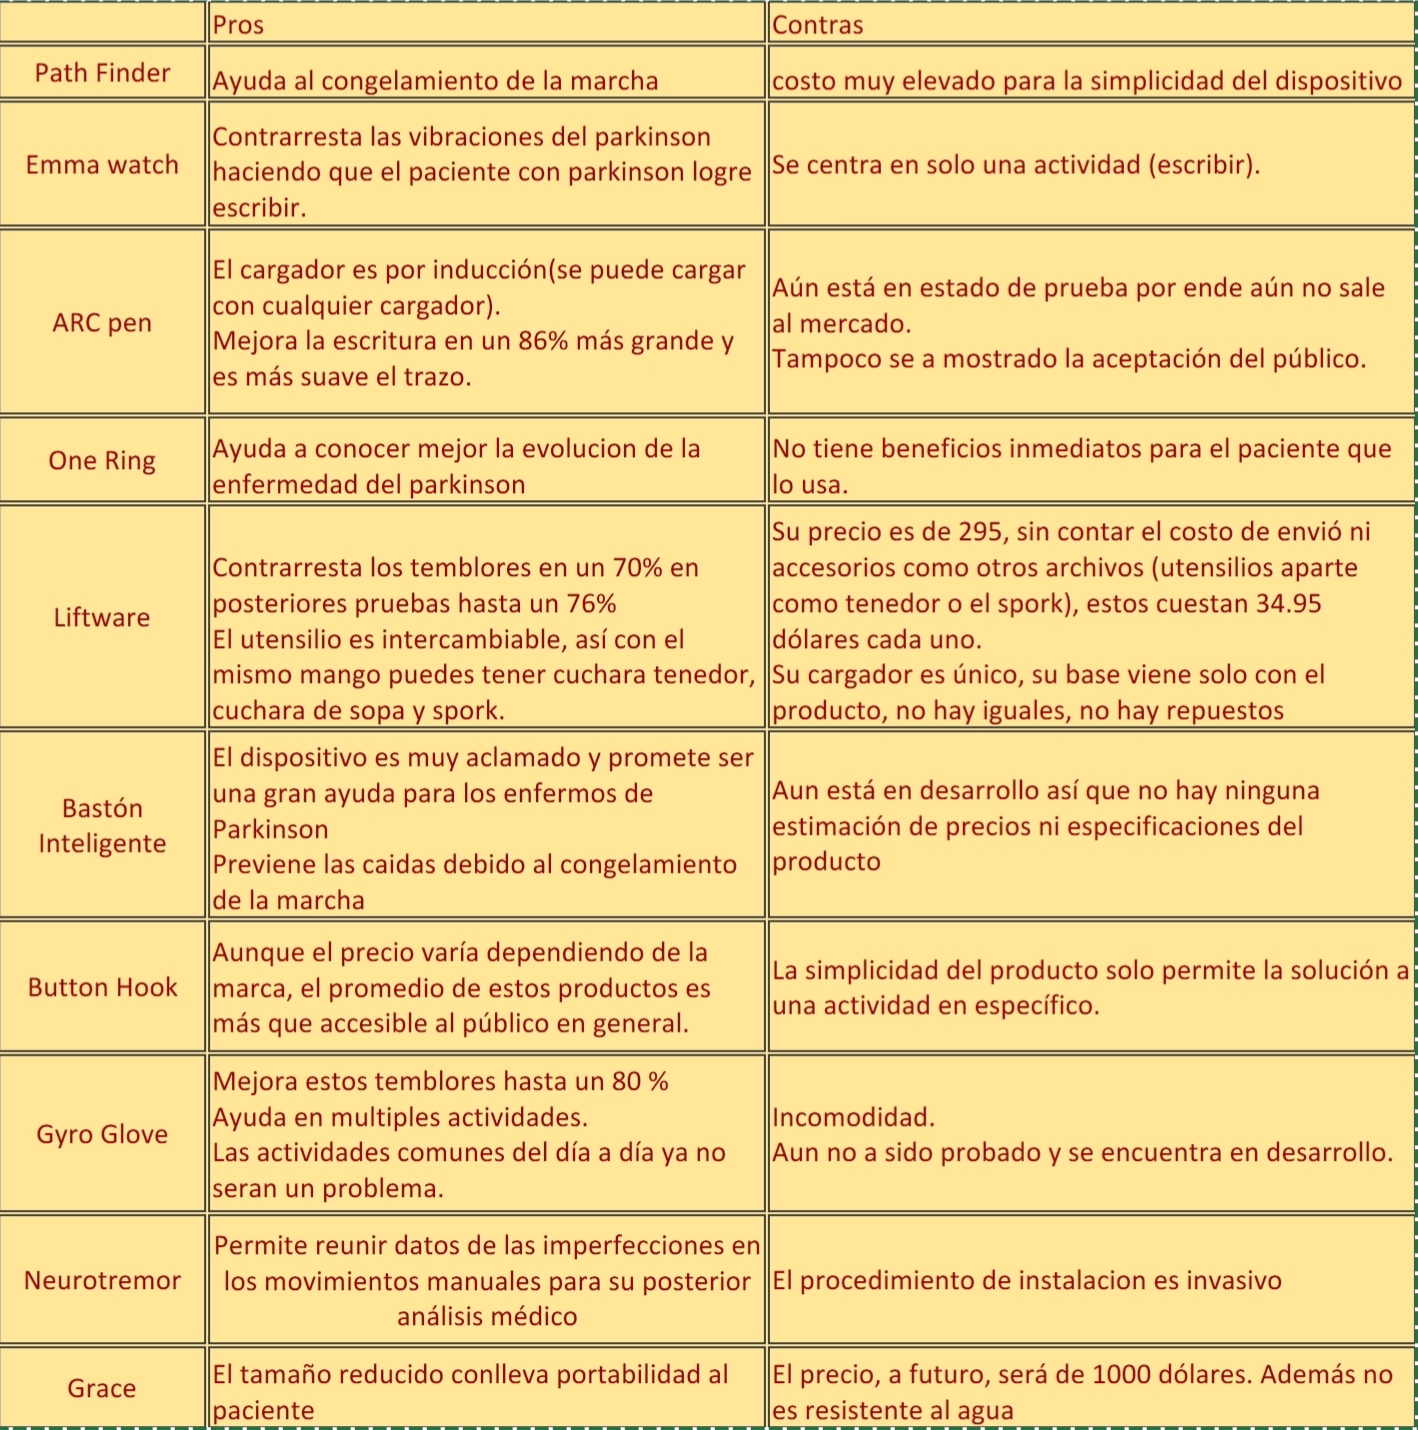 Pros
Contras
Path Finder
Ayuda al congelamiento de la marcha
costo muy elevado para la simplicidad del dispositivo
Emma watch
Contrarresta las vibraciones del parkinson
haciendo que el paciente con parkinson logre
escribir.
Se centra en solo una actividad (escribir).
ARC pen
El cargador es por inducción(se puede cargar
con cualquier cargador).
Mejora la escritura en un 86% más grande y
es más suave el trazo.
Aún está en estado de prueba por ende aún no sale
al mercado.
Tampoco se a mostrado la aceptación del público.
One Ring
Ayuda a conocer mejor la evolucion de la
enfermedad del parkinson
No tiene beneficios inmediatos para el paciente que
lo usa.
Liftware
Contrarresta los temblores en un 70% en
posteriores pruebas hasta un 76%
El utensilio es intercambiable, así con el
mismo mango puedes tener cuchara tenedor,
cuchara de sopa y spork.
Su precio es de 295, sin contar el costo de envió ni
accesorios como otros archivos (utensilios aparte
como tenedor o el spork), estos cuestan 34.95
dólares cada uno.
Su cargador es único, su base viene solo con el
producto, no hay iguales, no hay repuestos
Bastón
Inteligente
El dispositivo es muy aclamado y promete ser
una gran ayuda para los enfermos de
Parkinson
Previene las caidas debido al congelamiento
de la marcha
Aun está en desarrollo así que no hay ninguna
estimación de precios ni especificaciones del
producto
Button Hook
Aunque el precio varía dependiendo de la
marca, el promedio de estos productos es
más que accesible al público en general.
La simplicidad del producto solo permite la solución a
una actividad en específico.
Gyro Glove
Mejora estos temblores hasta un 80 %
Ayuda en multiples actividades.
Las actividades comunes del día a día ya no
seran un problema.
Incomodidad.
Aun no a sido probado y se encuentra en desarrollo.
Neurotremor
Permite reunir datos de las imperfecciones en
los movimientos manuales para su posterior
análisis médico
El procedimiento de instalacion es invasivo
Grace
El tamaño reducido conlleva portabilidad al
paciente
El precio, a futuro, será de 1000 dólares. Además no
es resistente al agua